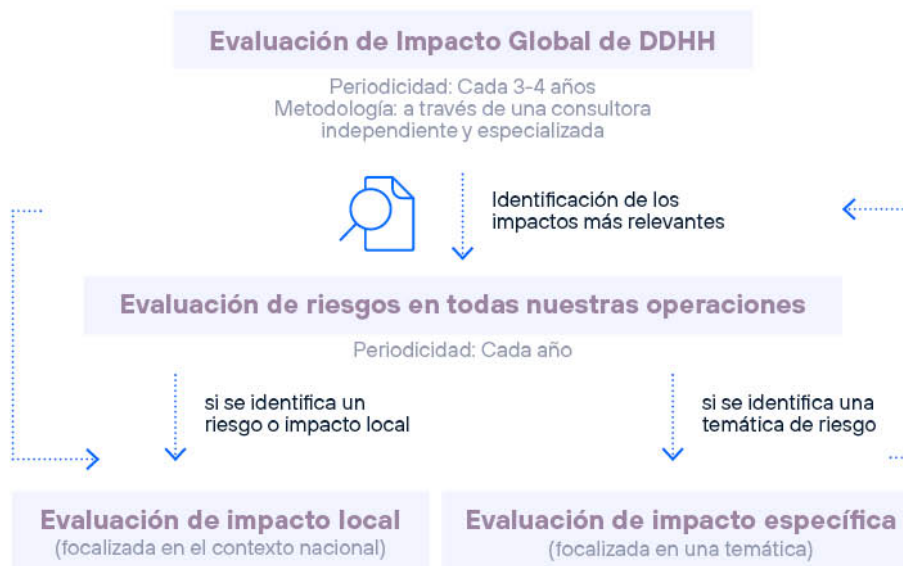 Evaluación de Impacto Global de DDHH
Periodicidad: Cada 3-4 años
Metodología: a través de una consultora
independiente y especializada
Identificación de los
impactos más relevantes
Evaluación de riesgos en todas nuestras operaciones
Periodicidad: Cada año
si se identifica un
riesgo o impacto local
si se identifica una
temática de riesgo
Evaluación de impacto local
(focalizada en el contexto nacional)
Evaluación de impacto específica
(focalizada en una temática)